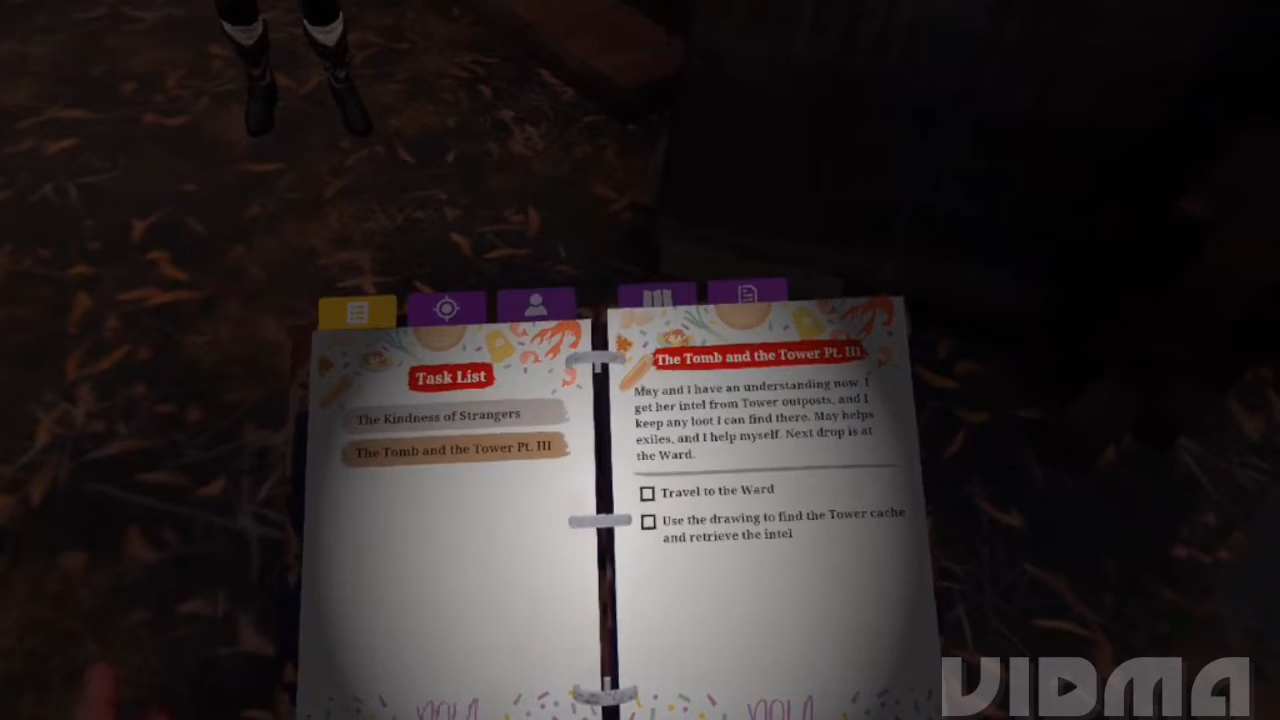 Task List
The Kindness of Strangers
The Tomb and the Tower Pt. III
The Tomb and the Tower Pt. III
May and I have an understanding now. I
get her intel from Tower outposts, and I
keep any loot I can find there. May helps
exiles, and I help myself. Next drop is at
the Ward.
Travel to the Ward
Use the drawing to find the Tower cache
and retrieve the intel
VIDMA